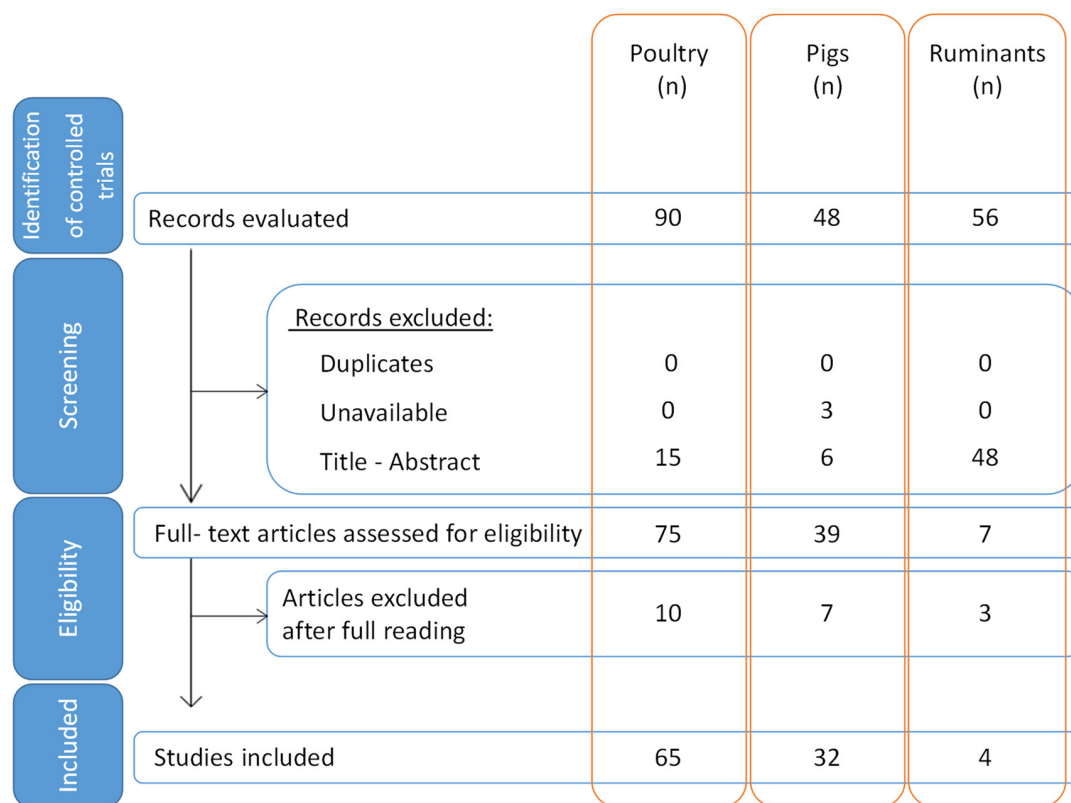 Poultry
(n)
Pigs
(n)
Ruminants
(n)
Identification
of controlled
trials
Records evaluated 90 48 56
Screening
Records excluded:
Duplicates 0 0 0
Unavailable 0 3 0
Title - Abstract 15 6 48
Eligibility
Full- text articles assessed for eligibility 75 39 7
Articles excluded
after full reading 10 7 3
Included
Studies included 65 32 4